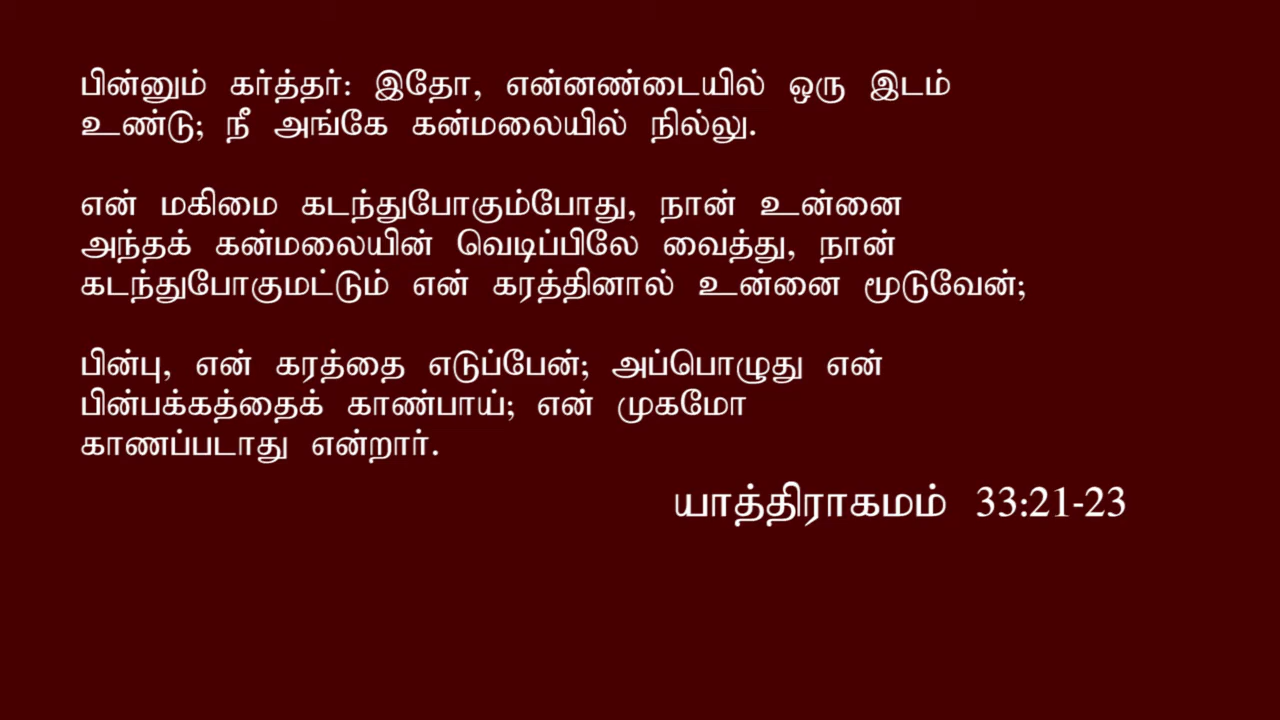 பின்னும் கர்த்தர்: இதோ, என்னண்டையில் ஒரு இடம்
உண்டு; நீ அங்கே கன்மலையில் நில்லு.
என் மகிமை கடந்துபோகும்போது, நான் உன்னை
அந்தக் கன்மலையின் வெடிப்பிலே வைத்து, நான்
கடந்துபோகுமட்டும் என் கரத்தினால் உன்னை மூடுவேன்;
பின்பு, என் கரத்தை எடுப்பேன்; அப்பொழுது என்
பின்பக்கத்தைக் காண்பாய்; என் முகமோ
காணப்படாது என்றார்.
யாத்திராகமம் 33:21-23